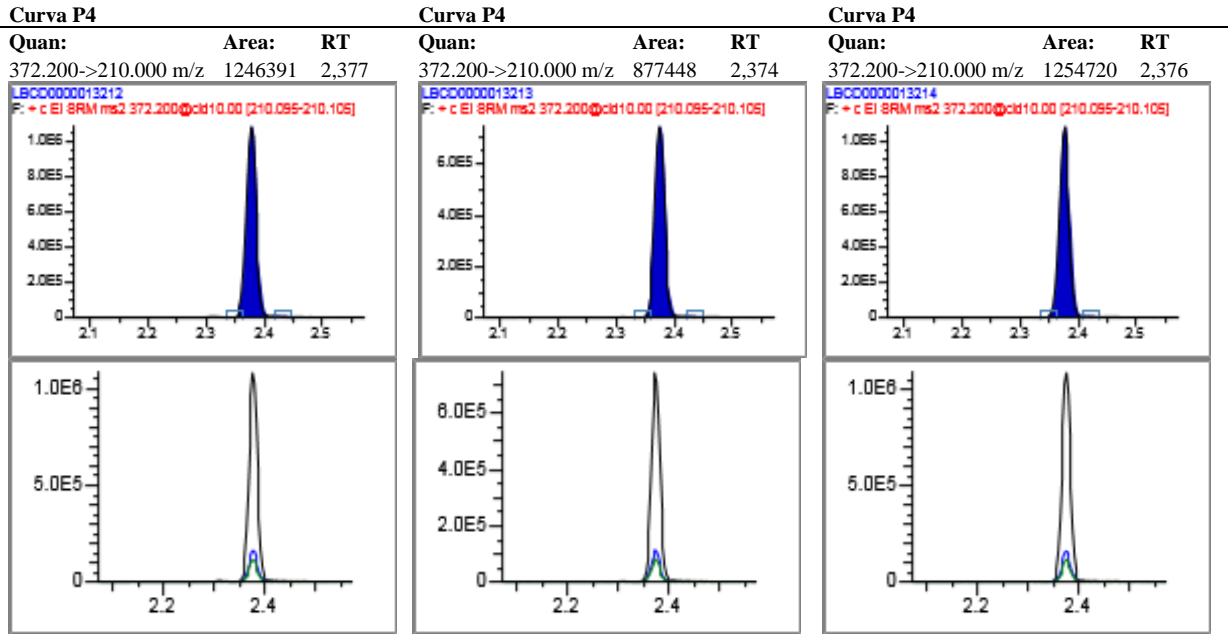 Curva P4 Curva P4 Curva P4
Quan: Area: RT Quan: Area: RT Quan: Area: RT
372.200->210.000 m/z 1246391 2,377 372.200->210.000 m/z 877448 2,374 372.200->210.000 m/z 1254720 2,376
LBCD0000013212 LBCD0000013213 LBCD0000013214
F: + c EI SRM ms2 372.200@cid10.00 [210.095-210.105] F: + c EI SRM ms2 372.200@cid10.00 [210.095-210.105] F: + c EI SRM ms2 372.200@cid10.00 [210.095-210.105]
1.0E6 1.0E6
8.0E5 6.0E5 8.0E5
6.0E5 4.0E5 6.0E5
4.0E5 4.0E5
2.0E5 2.0E5 2.0E5
0 0 0
2.1 2.2 2.3 2.4 2.5 2.1 2.2 2.3 2.4 2.5 2.1 2.2 2.3 2.4 2.5
1.0E6 6.0E5 1.0E6
5.0E5 4.0E5 5.0E5
2.0E5
0 0 0
2.2 2.4 2.2 2.4 2.2 2.4